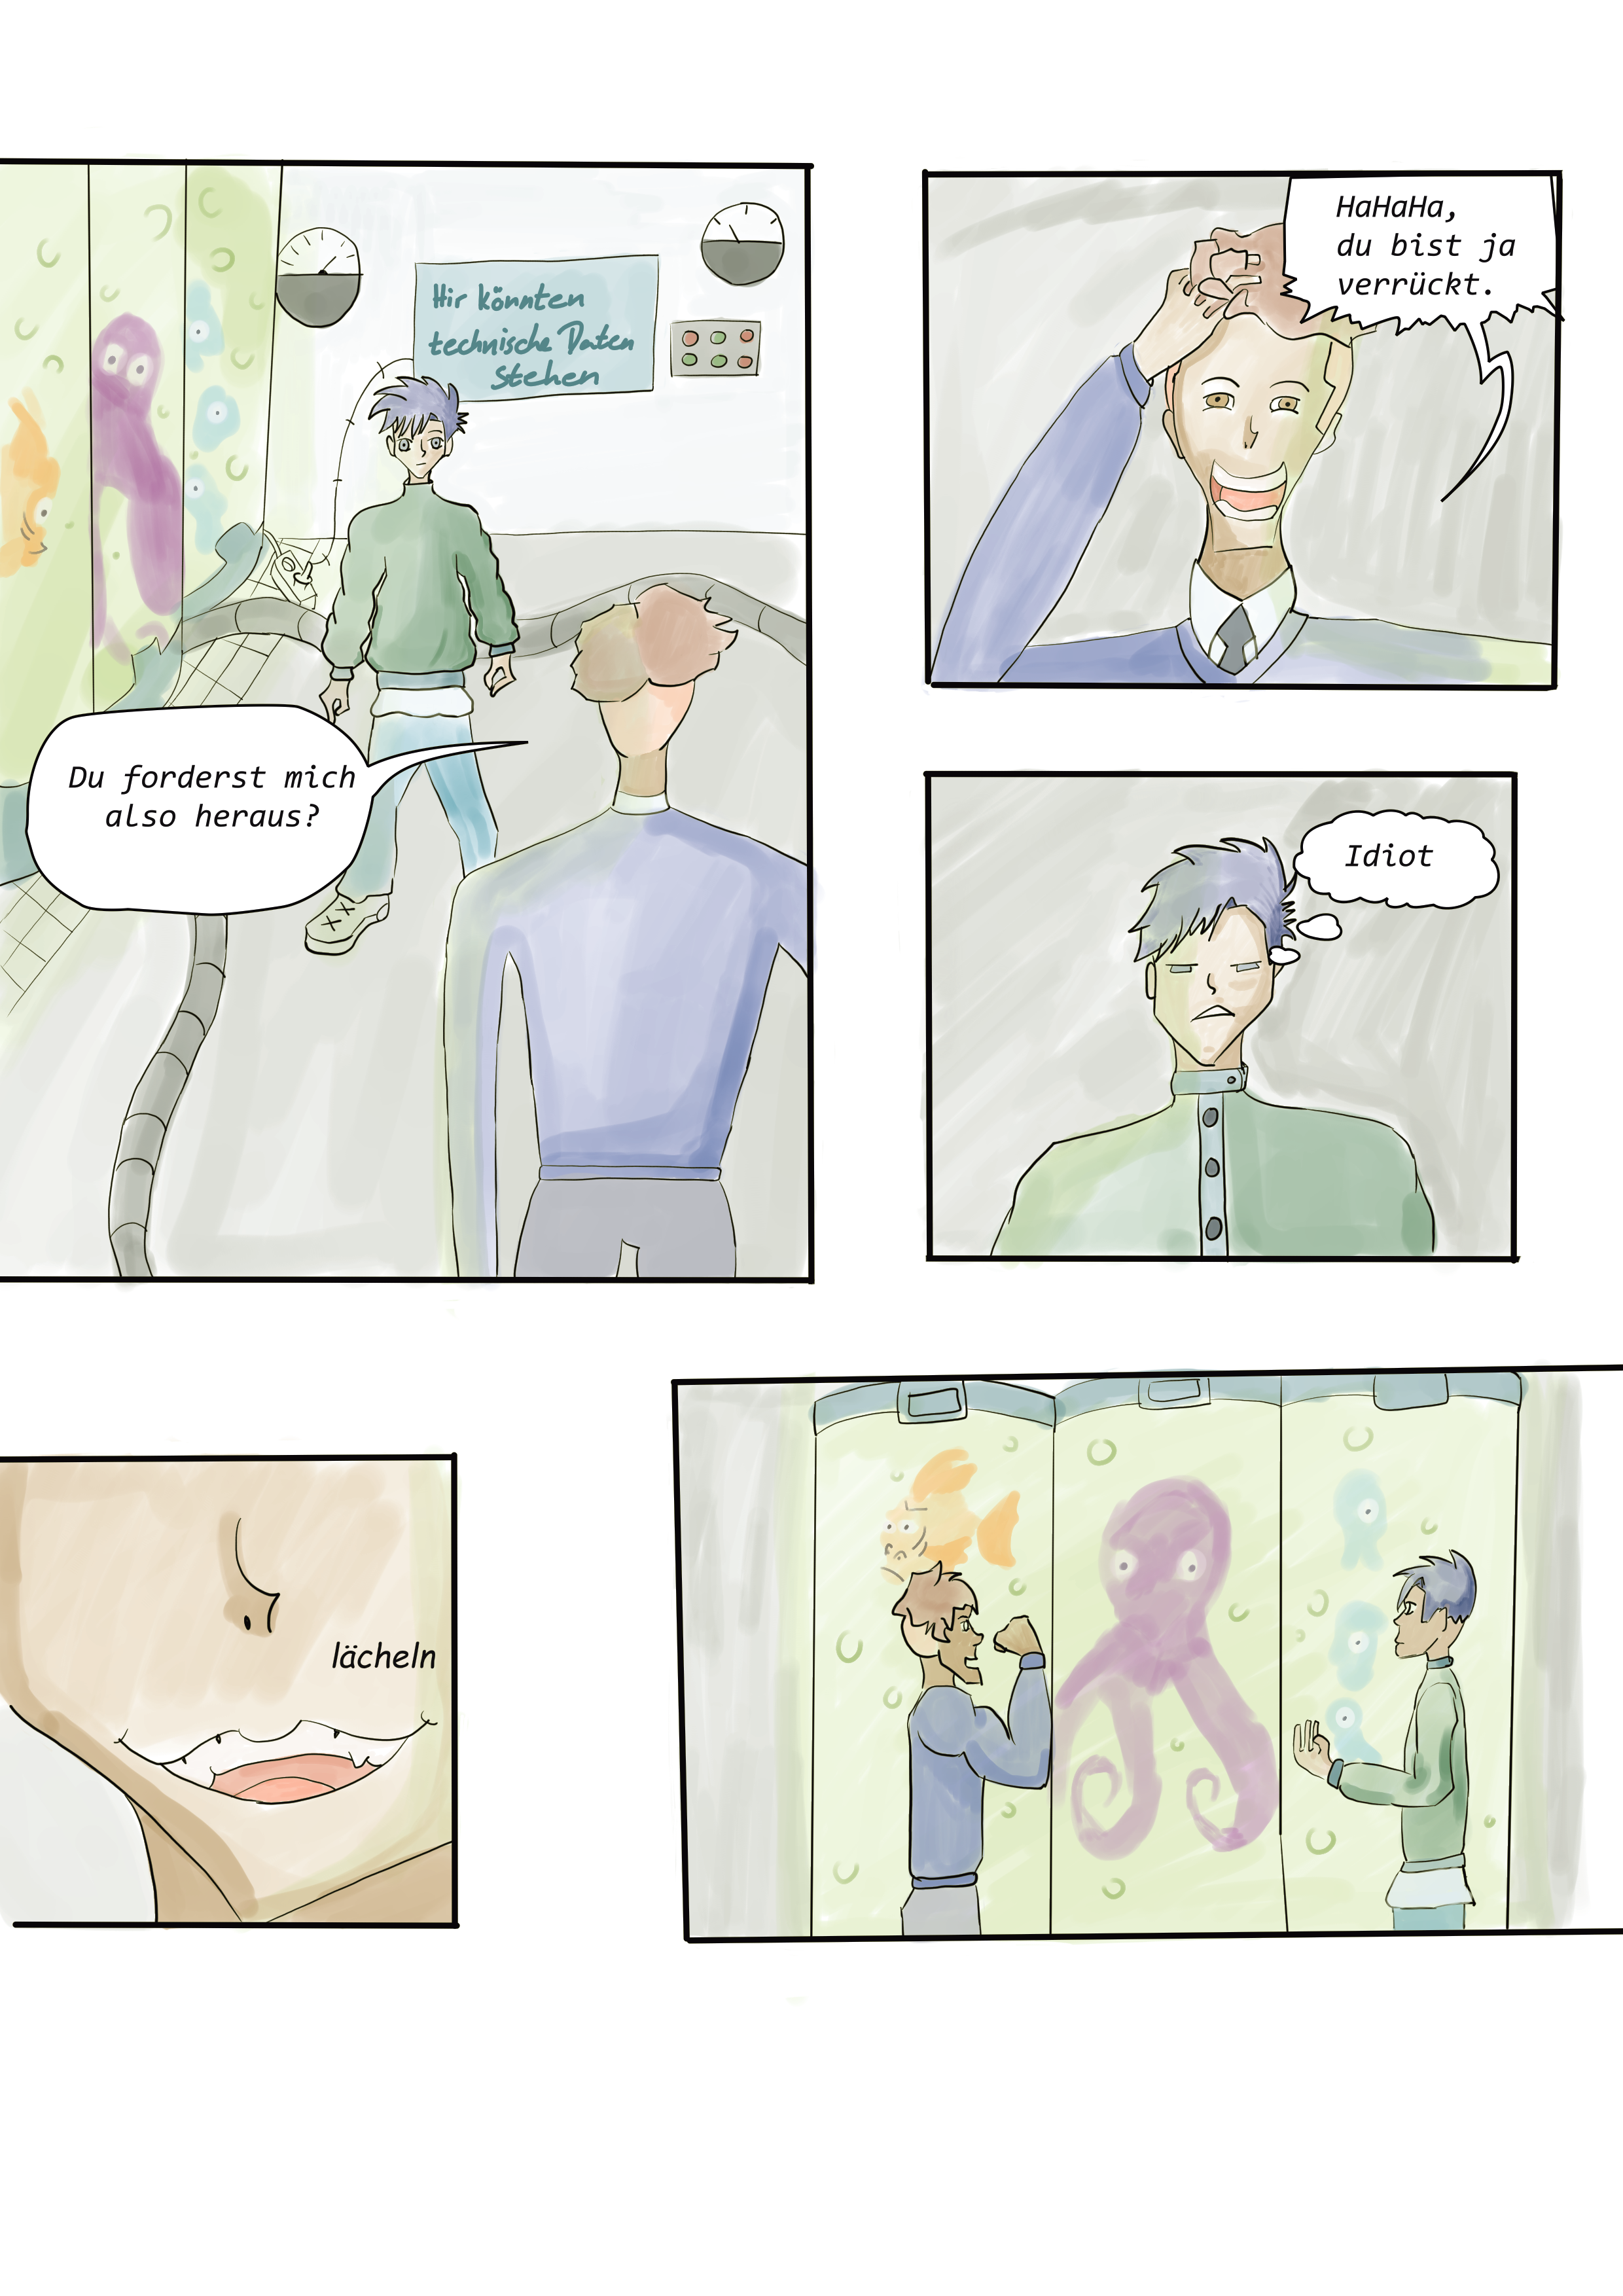 Hir könnten
technische Daten
stehen
Du forderst mich
also heraus?
HaHaHa,
du bist ja
verrückt.
Idiot
lächeln